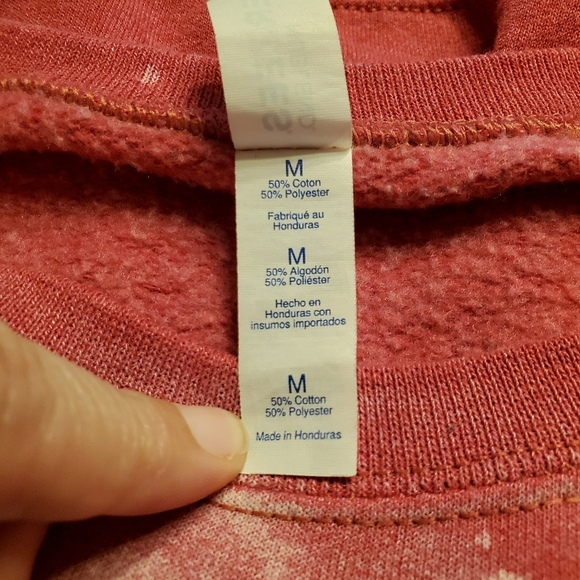 M
50% Coton
50% Polyester
Fabriqué au
Honduras
M
50% Algodón
50% Poliéster
Hecho en
Honduras con
insumos importados
M
50% Cotton
50% Polyester
Made in Honduras